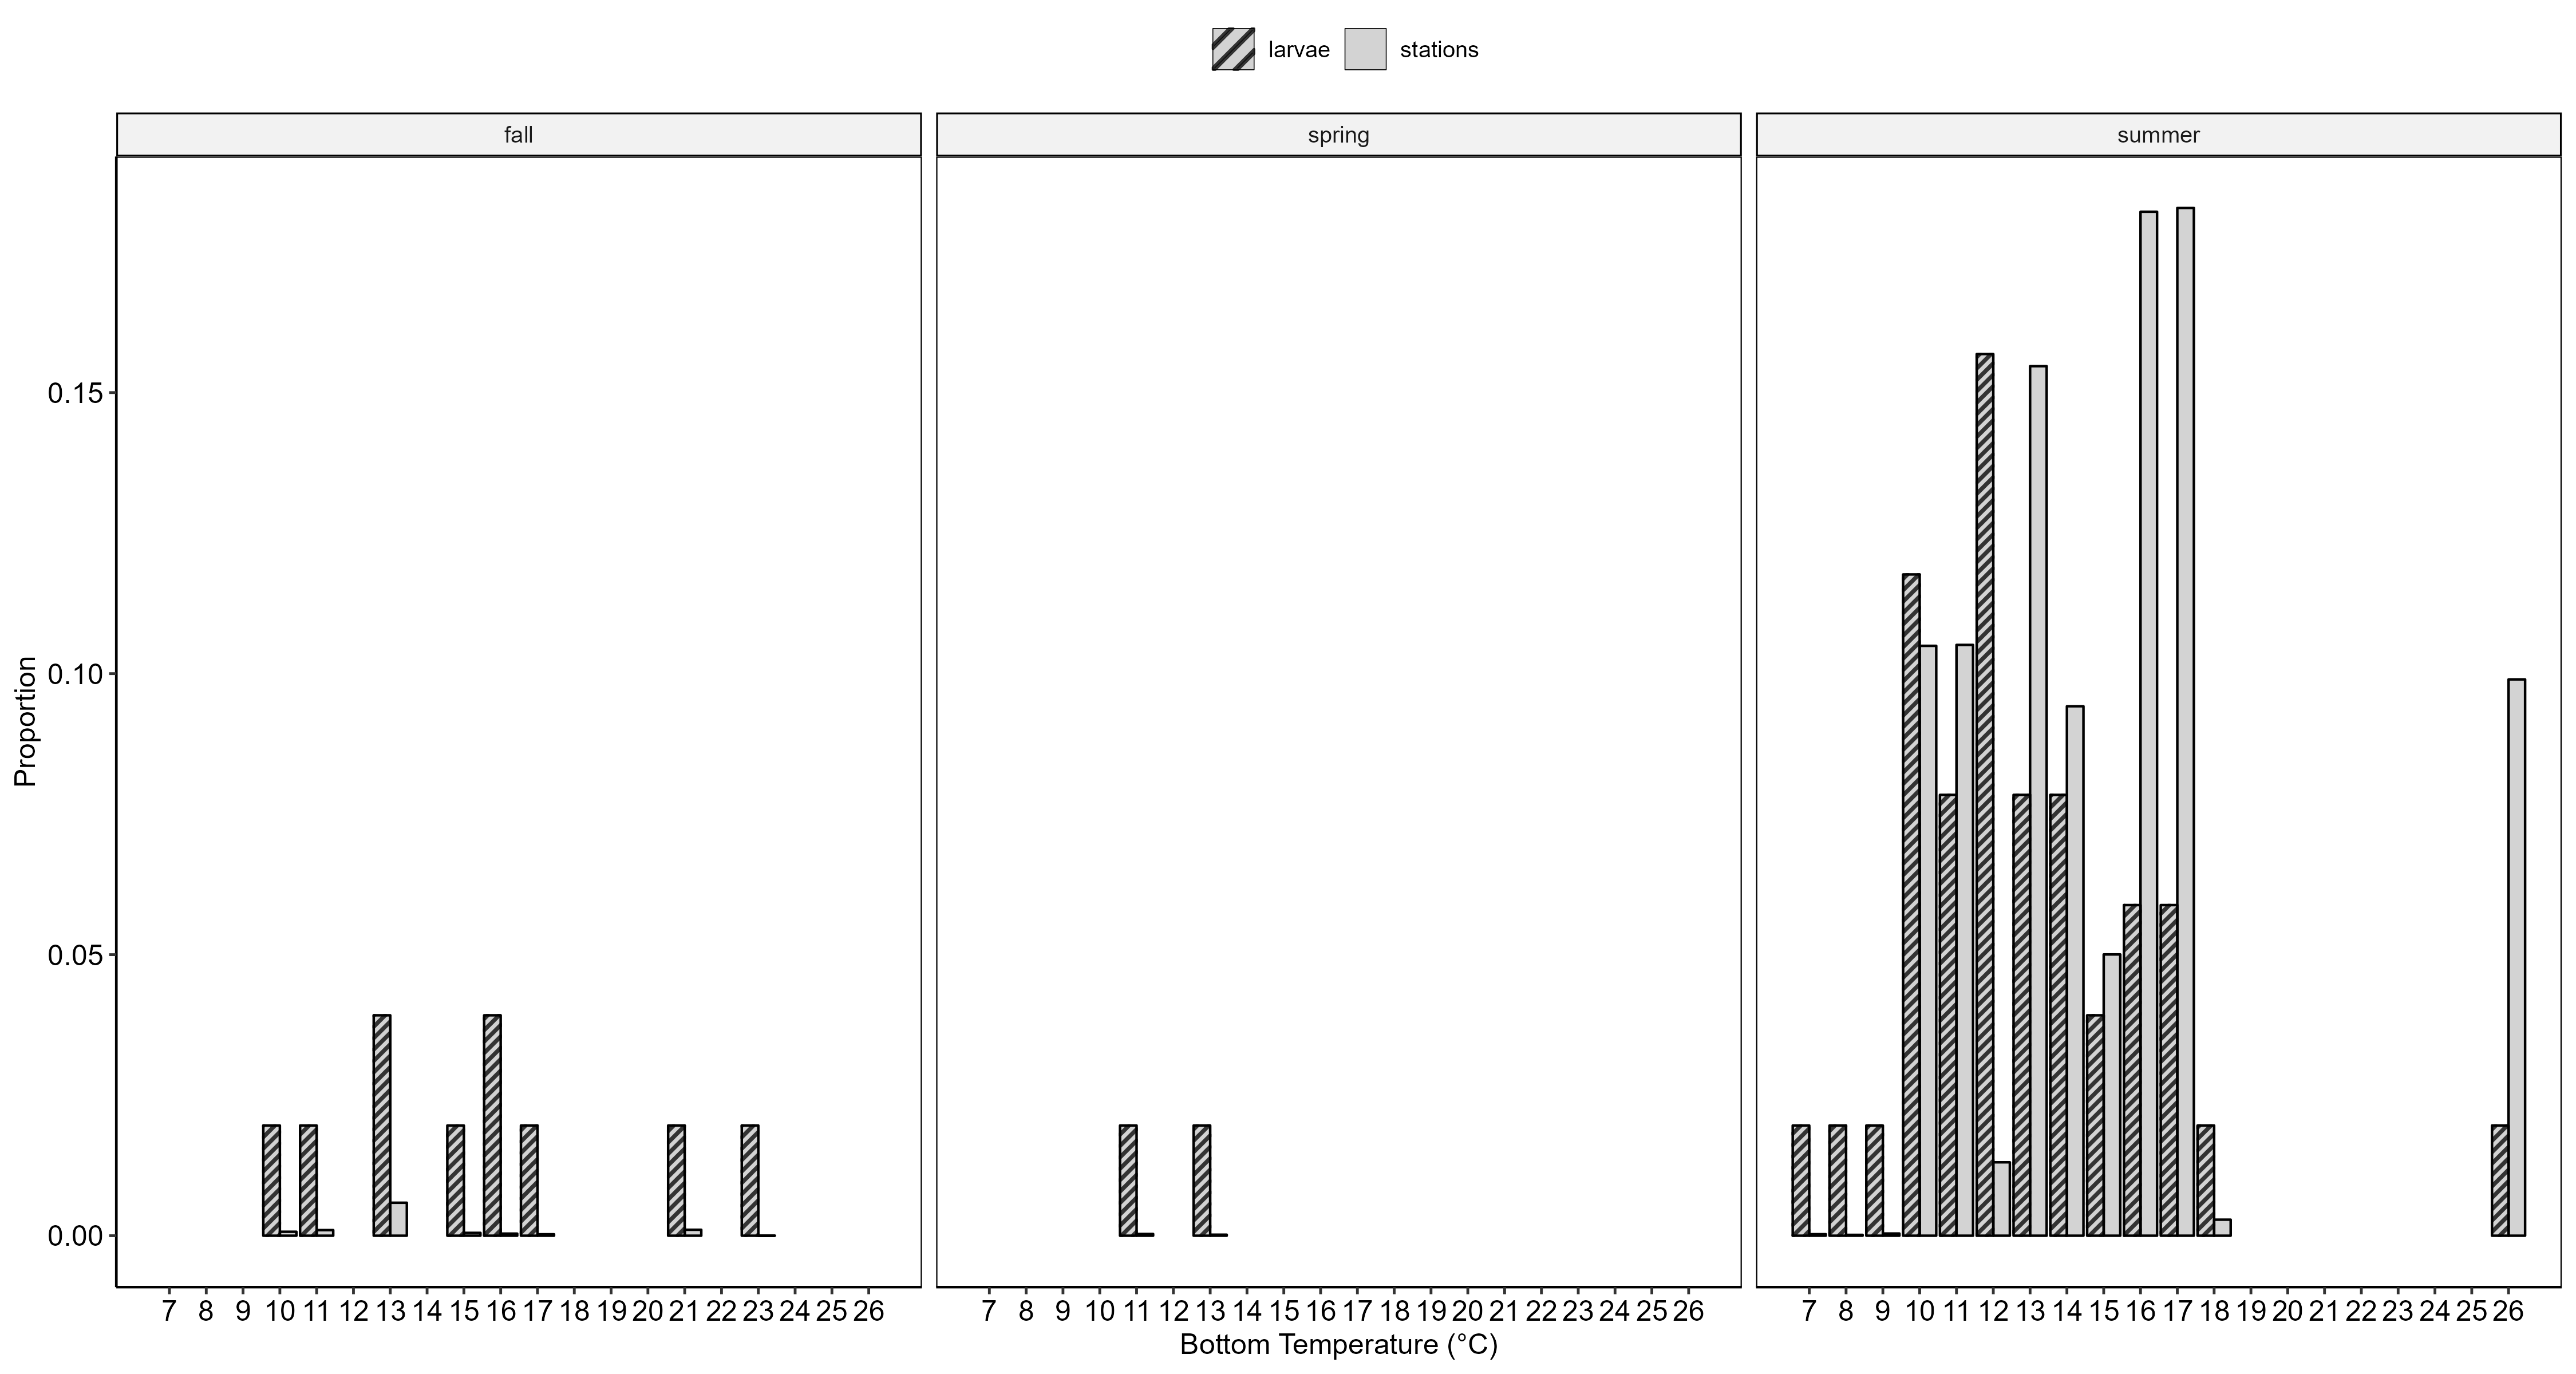 larvae stations
fall spring summer
0.15
0.10
0.05
0.00
Proportion
7 8 9 10 11 12 13 14 15 16 17 18 19 20 21 22 23 24 25 26
7 8 9 10 11 12 13 14 15 16 17 18 19 20 21 22 23 24 25 26
7 8 9 10 11 12 13 14 15 16 17 18 19 20 21 22 23 24 25 26
Bottom Temperature (°C)